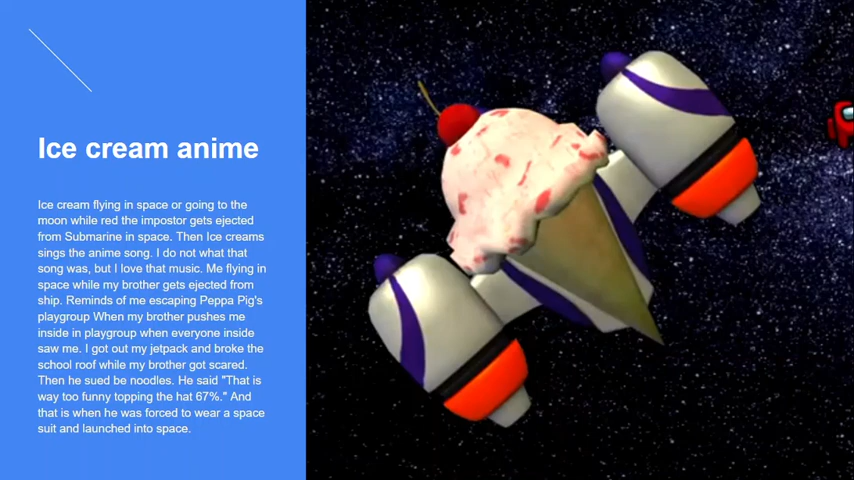 Ice cream anime
Ice cream flying in space or going to the
moon while red the impostor gets ejected
from Submarine in space. Then Ice creams
sings the anime song. I do not what that
song was, but I love that music. Me flying in
space while my brother gets ejected from
ship. Reminds of me escaping Peppa Pig's
playgroup When my brother pushes me
inside in playgroup when everyone inside
saw me. I got out my jetpack and broke the
school roof while my brother got scared.
Then he sued be noodles. He said "That is
way too funny topping the hat 67%." And
that is when he was forced to wear a space
suit and launched into space.